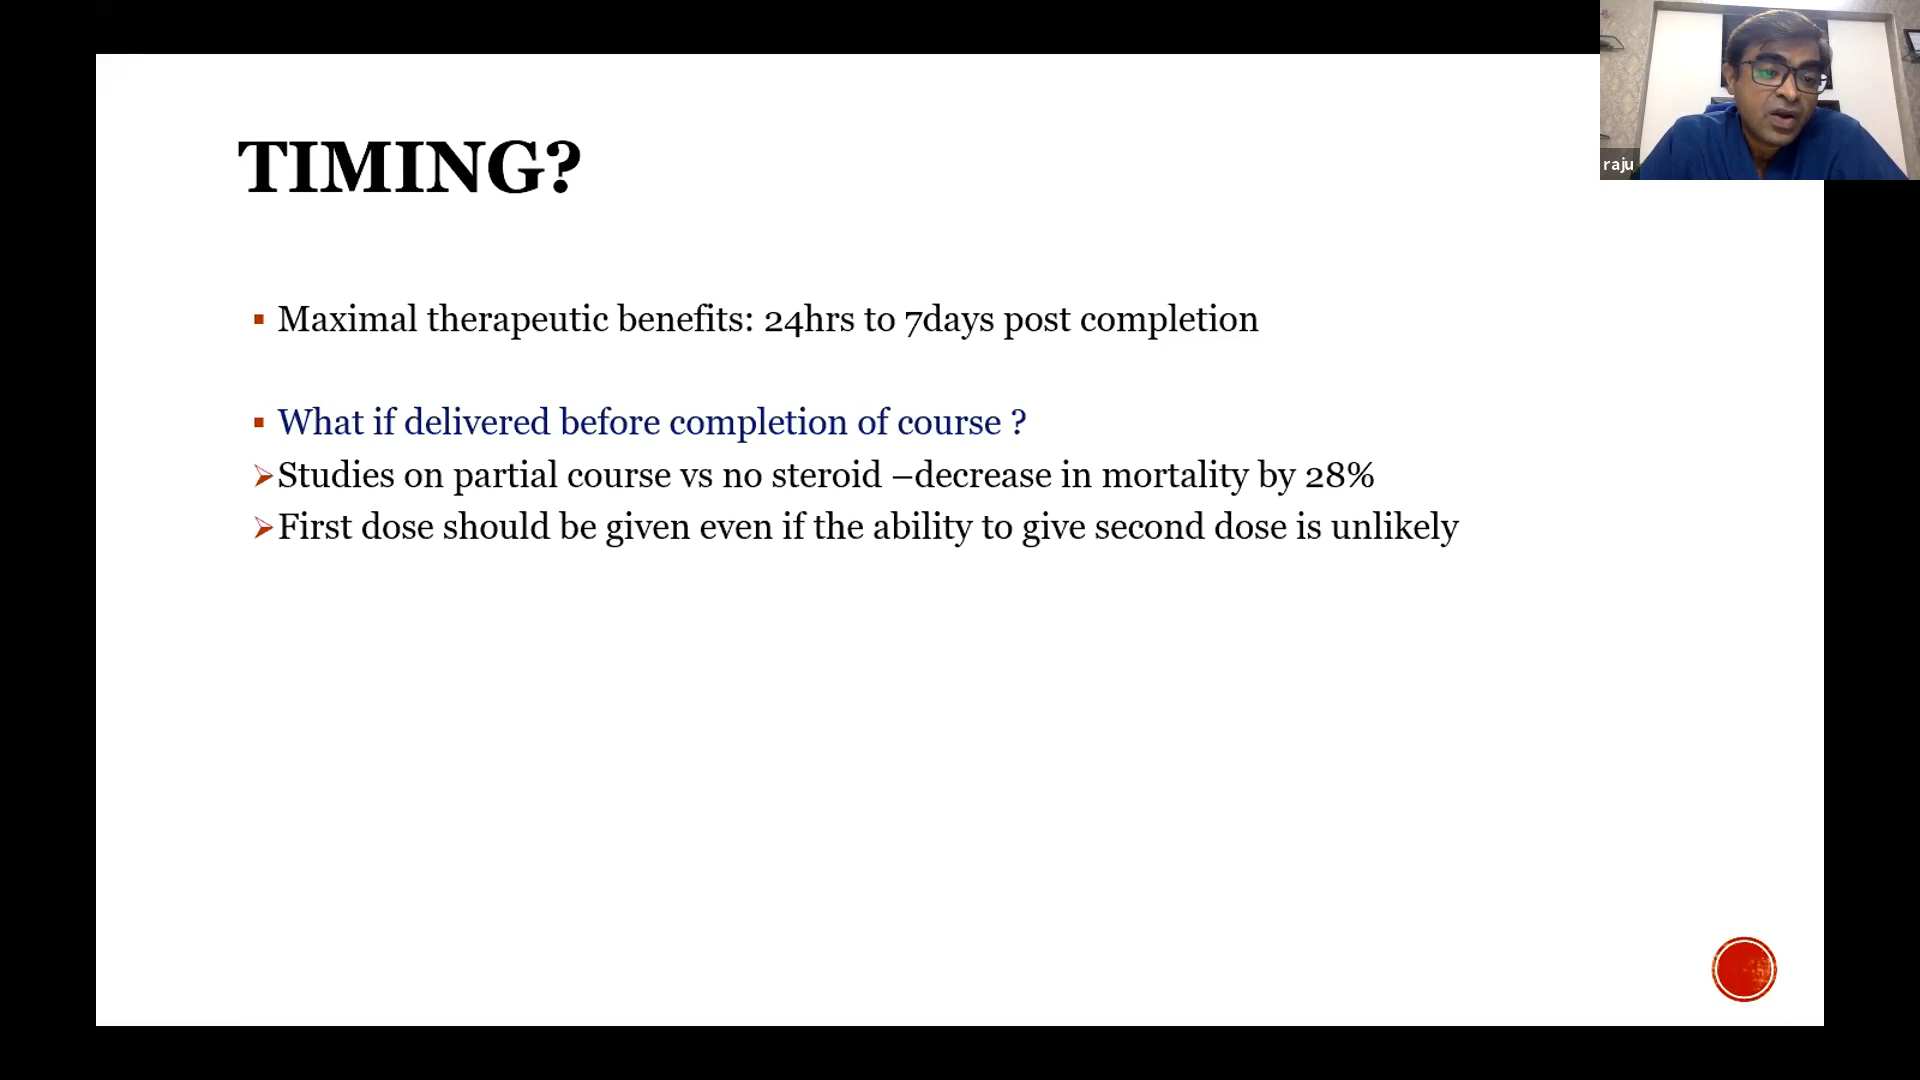 raju
TIMING?
Maximal therapeutic benefits: 24hrs to 7days post completion
What if delivered before completion of course ?
Studies on partial course vs no steroid –decrease in mortality by 28%
First dose should be given even if the ability to give second dose is unlikely